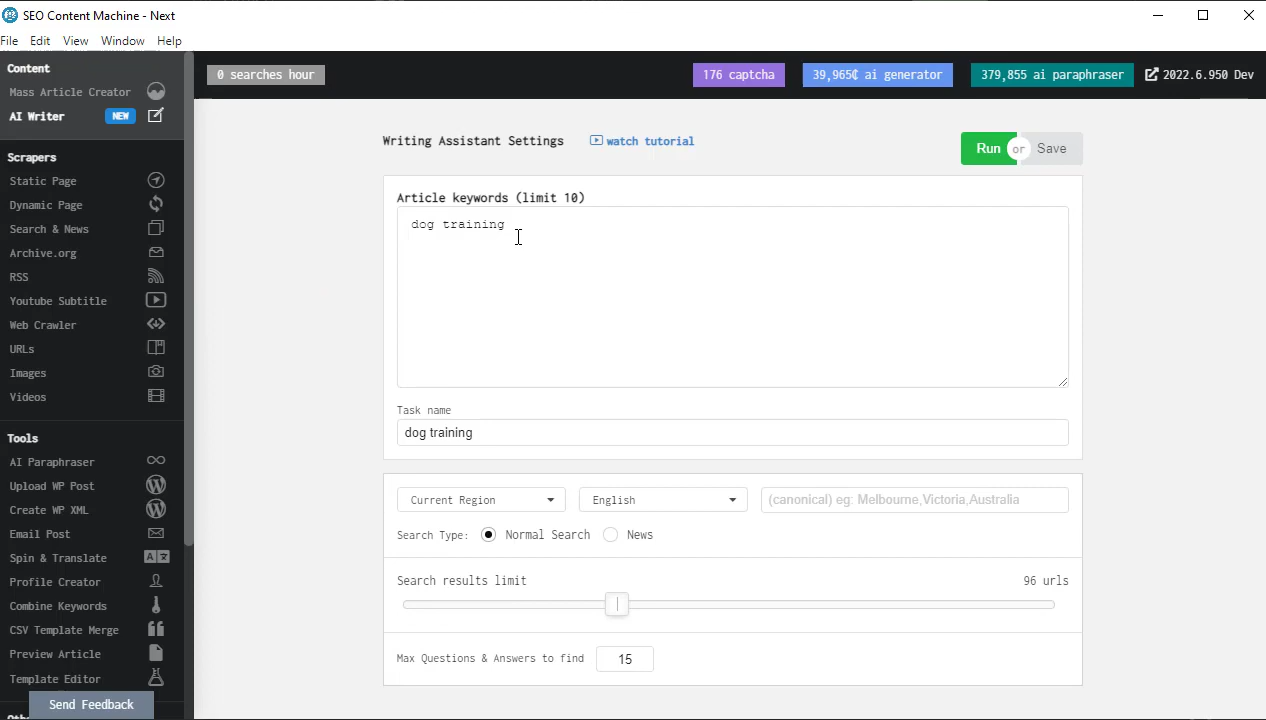 SEO Content Machine - Next
File Edit View Window Help
Content
Mass Article Creator
AI Writer NEW
Scrapers
Static Page
Dynamic Page
Search & News
Archive.org
RSS
Youtube Subtitle
Web Crawler
URLs
Images
Videos
Tools
AI Paraphraser
Upload WP Post
Create WP XML
Email Post
Spin & Translate
Profile Creator
Combine Keywords
CSV Template Merge
Preview Article
Template Editor
Send Feedback
0 searches hour
176 captcha
39,965₵ ai generator
379,855 ai paraphraser
2022.6.950 Dev
Writing Assistant Settings
watch tutorial
Run or Save
Article keywords (limit 10)
dog training
Task name
dog training
Current Region
English
(canonical) eg: Melbourne,Victoria,Australia
Search Type: Normal Search News
Search results limit
96 urls
Max Questions & Answers to find 15